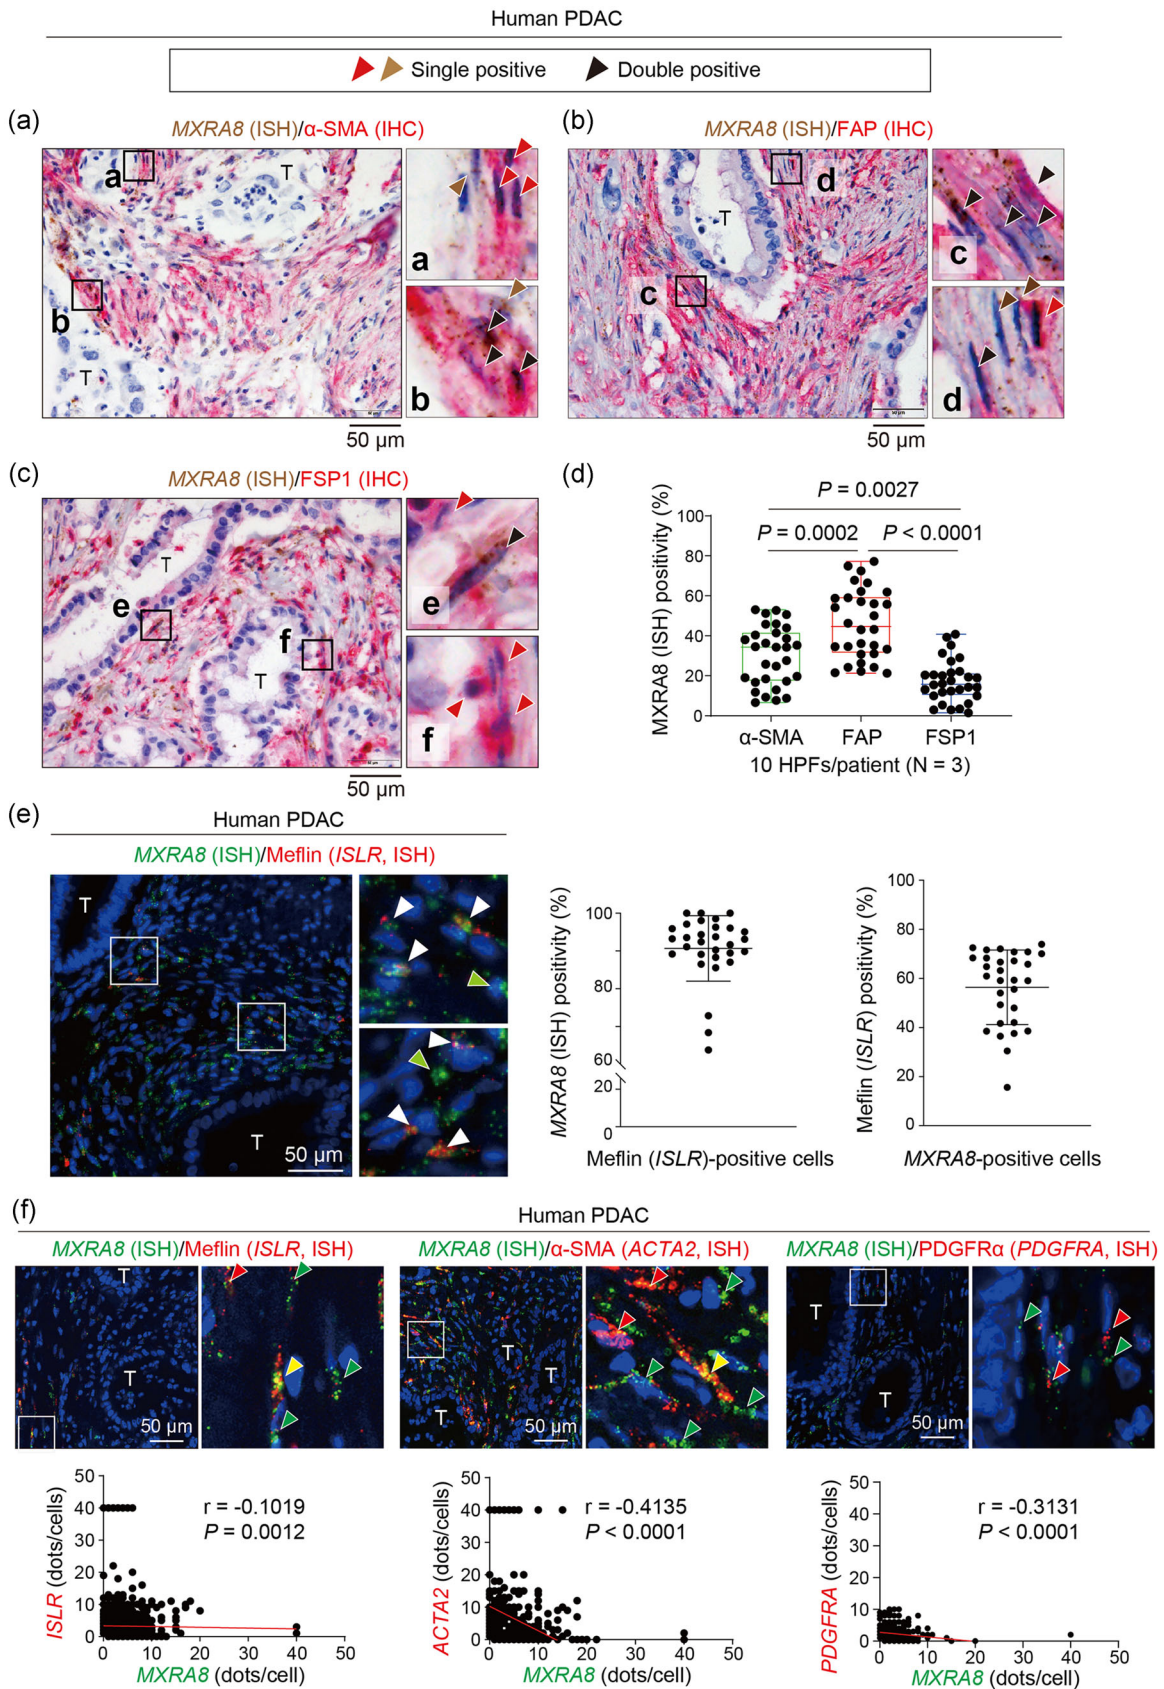 Human PDAC
Single positive Double positive
(a) MXRA8 (ISH)/α-SMA (IHC)
T
a
b
T
a
b
50 µm
(b) MXRA8 (ISH)/FAP (IHC)
d
T
c
c
d
50 µm
(c) MXRA8 (ISH)/FSP1 (IHC)
T
e
f
T
e
f
50 µm
(d)
MXRA8 (ISH) positivity (%)
P = 0.0027
P = 0.0002 P < 0.0001
100
80
60
40
20
0
α-SMA FAP FSP1
10 HPFs/patient (N = 3)
(e)
Human PDAC
MXRA8 (ISH)/Meflin (ISLR, ISH)
T
T
50 µm
MXRA8 (ISH) positivity (%)
100
80
60
20
0
Meflin (ISLR)-positive cells
Meflin (ISLR) positivity (%)
100
80
60
40
20
0
MXRA8-positive cells
(f)
Human PDAC
MXRA8 (ISH)/Meflin (ISLR, ISH)
T
T
50 µm
MXRA8 (ISH)/α-SMA (ACTA2, ISH)
T
T
T
50 µm
MXRA8 (ISH)/PDGFRα (PDGFRA, ISH)
T
T
50 µm
ISLR (dots/cells)
50
40
30
20
10
0
r = -0.1019
P = 0.0012
0 10 20 30 40 50
MXRA8 (dots/cell)
ACTA2 (dots/cells)
50
40
30
20
10
0
r = -0.4135
P < 0.0001
0 10 20 30 40 50
MXRA8 (dots/cell)
PDGFRA (dots/cells)
50
40
30
20
10
0
r = -0.3131
P < 0.0001
0 10 20 30 40 50
MXRA8 (dots/cell)